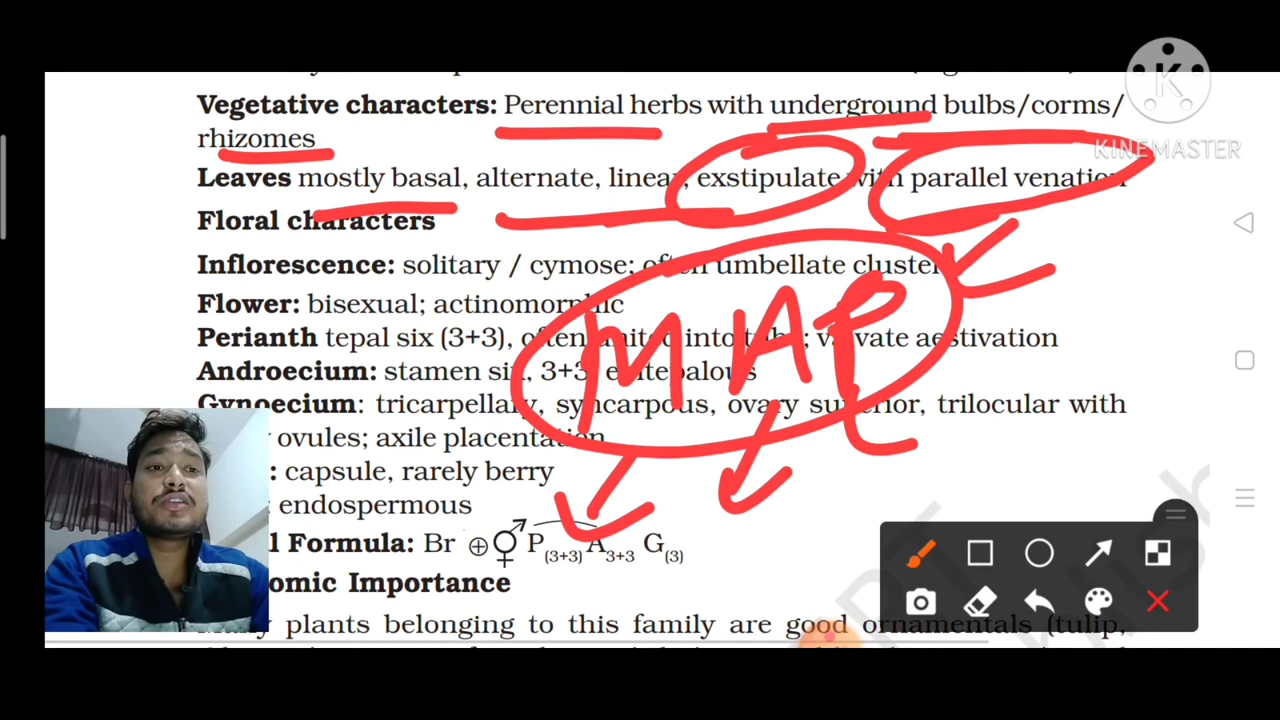 KINEMASTER
Vegetative characters: Perennial herbs with underground bulbs/corms/
rhizomes
Leaves mostly basal, alternate, linear, exstipulate with parallel venation
Floral characters
Inflorescence: solitary / cymose; often umbellate clusters
Flower: bisexual; actinomorphic
Perianth tepal six (3+3), often united into tube; valvate aestivation
Androecium: stamen six, 3+3, epitepalous
Gynoecium: tricarpellary, syncarpous, ovary superior, trilocular with
ovules; axile placentation
: capsule, rarely berry
: endospermous
l Formula: Br ⊕ ⚥ P(3+3) A3+3 G(3)
omic Importance
plants belonging to this family are good ornamentals (tulip,
MAP